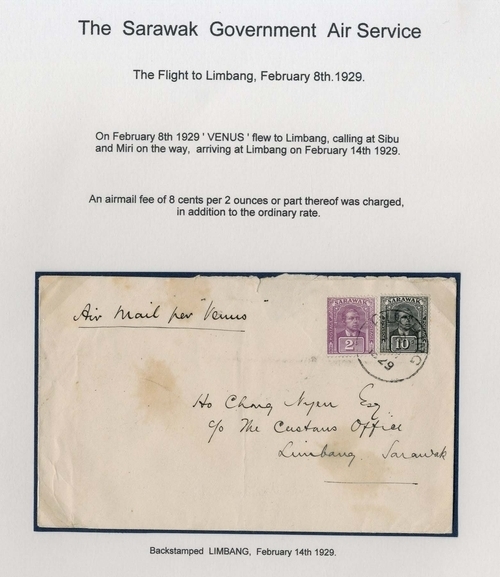 The Sarawak Government Air Service
The Flight to Limbang, February 8th.1929.
On February 8th 1929 ' VENUS ' flew to Limbang, calling at Sibu
and Miri on the way, arriving at Limbang on February 14th 1929.
An airmail fee of 8 cents per 2 ounces or part thereof was charged,
in addition to the ordinary rate.
Air Mail per "Venus"
SARAWAK
2
SARAWAK
10
29
Ho Chong Nyen Esq
c/o The Customs Office
Limbang. Sarawak
Backstamped LIMBANG, February 14th 1929.